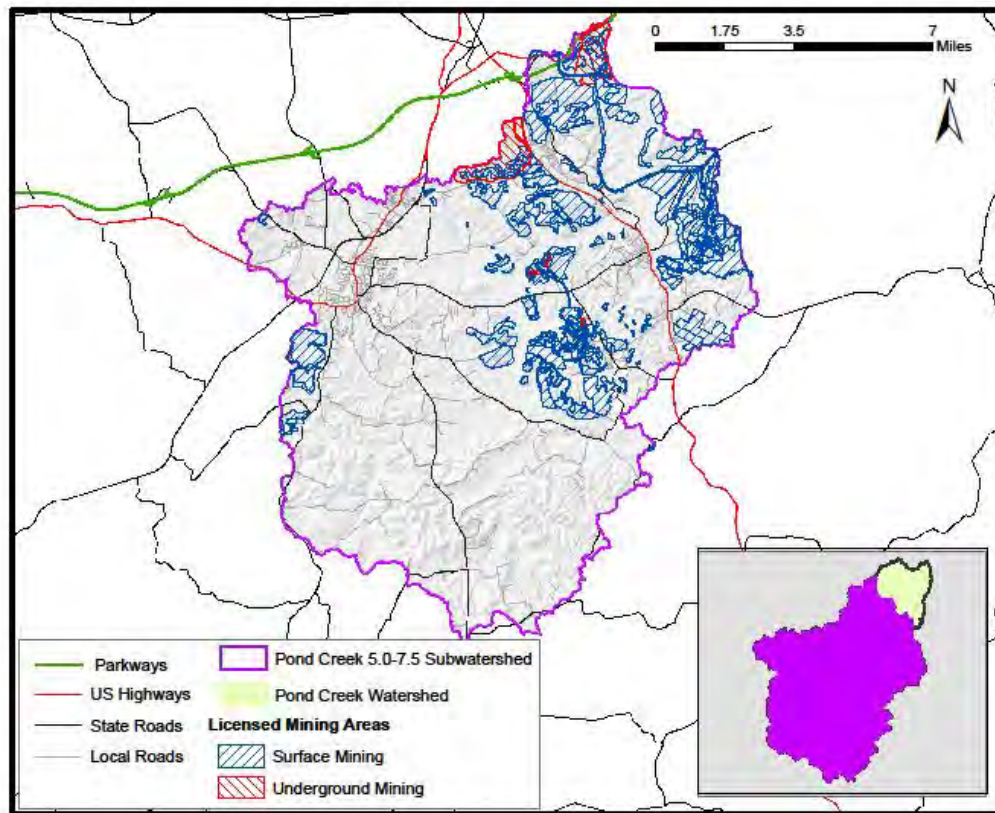 0 1.75 3.5 7
Miles
N
Parkways
US Highways
State Roads
Local Roads
Pond Creek 5.0-7.5 Subwatershed
Pond Creek Watershed
Licensed Mining Areas
Surface Mining
Underground Mining